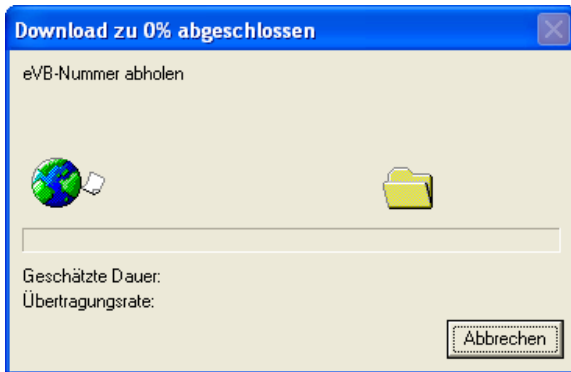 Download zu 0% abgeschlossen
eVB-Nummer abholen
Geschätzte Dauer:
Übertragungsrate:
Abbrechen